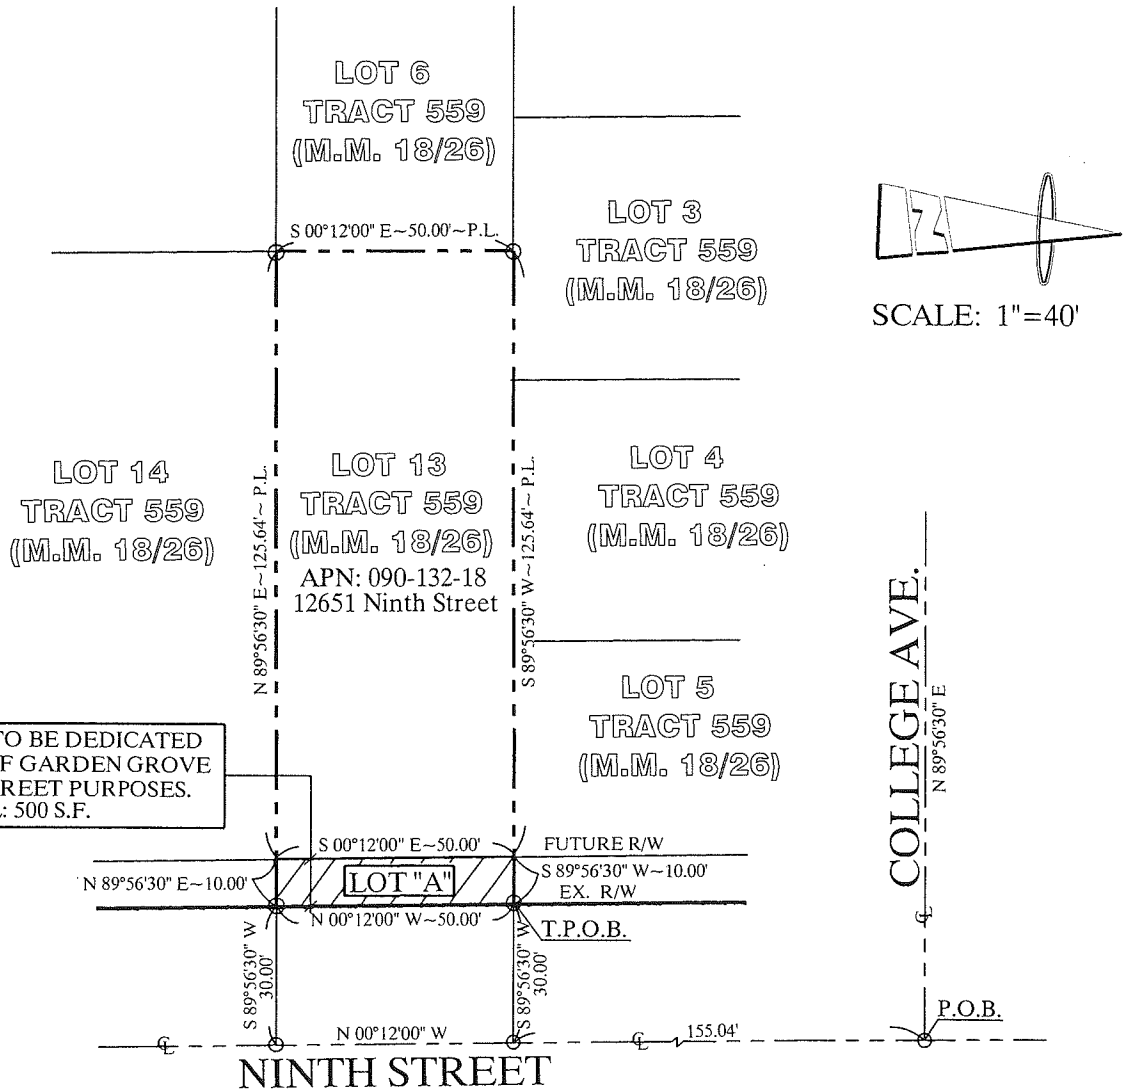 LOT 6
TRACT 559
(M.M. 18/26)
S 00°12'00" E~50.00'~P.L.
LOT 3
TRACT 559
(M.M. 18/26)
N
SCALE: 1"=40'
LOT 14
TRACT 559
(M.M. 18/26)
N 89°56'30" E~125.64'~ P.L.
LOT 13
TRACT 559
(M.M. 18/26)
APN: 090-132-18
12651 Ninth Street
S 89°56'30" W~125.64'~ P.L.
LOT 4
TRACT 559
(M.M. 18/26)
LOT 5
TRACT 559
(M.M. 18/26)
COLLEGE AVE.
N 89°56'30" E
℄
TO BE DEDICATED
F GARDEN GROVE
REET PURPOSES.
: 500 S.F.
S 00°12'00" E~50.00'
FUTURE R/W
N 89°56'30" E~10.00'
LOT "A"
S 89°56'30" W~10.00'
EX. R/W
N 00°12'00" W~50.00'
T.P.O.B.
S 89°56'30" W
30.00'
S 89°56'30" W
30.00'
P.O.B.
℄
N 00°12'00" W
℄
155.04'
NINTH STREET